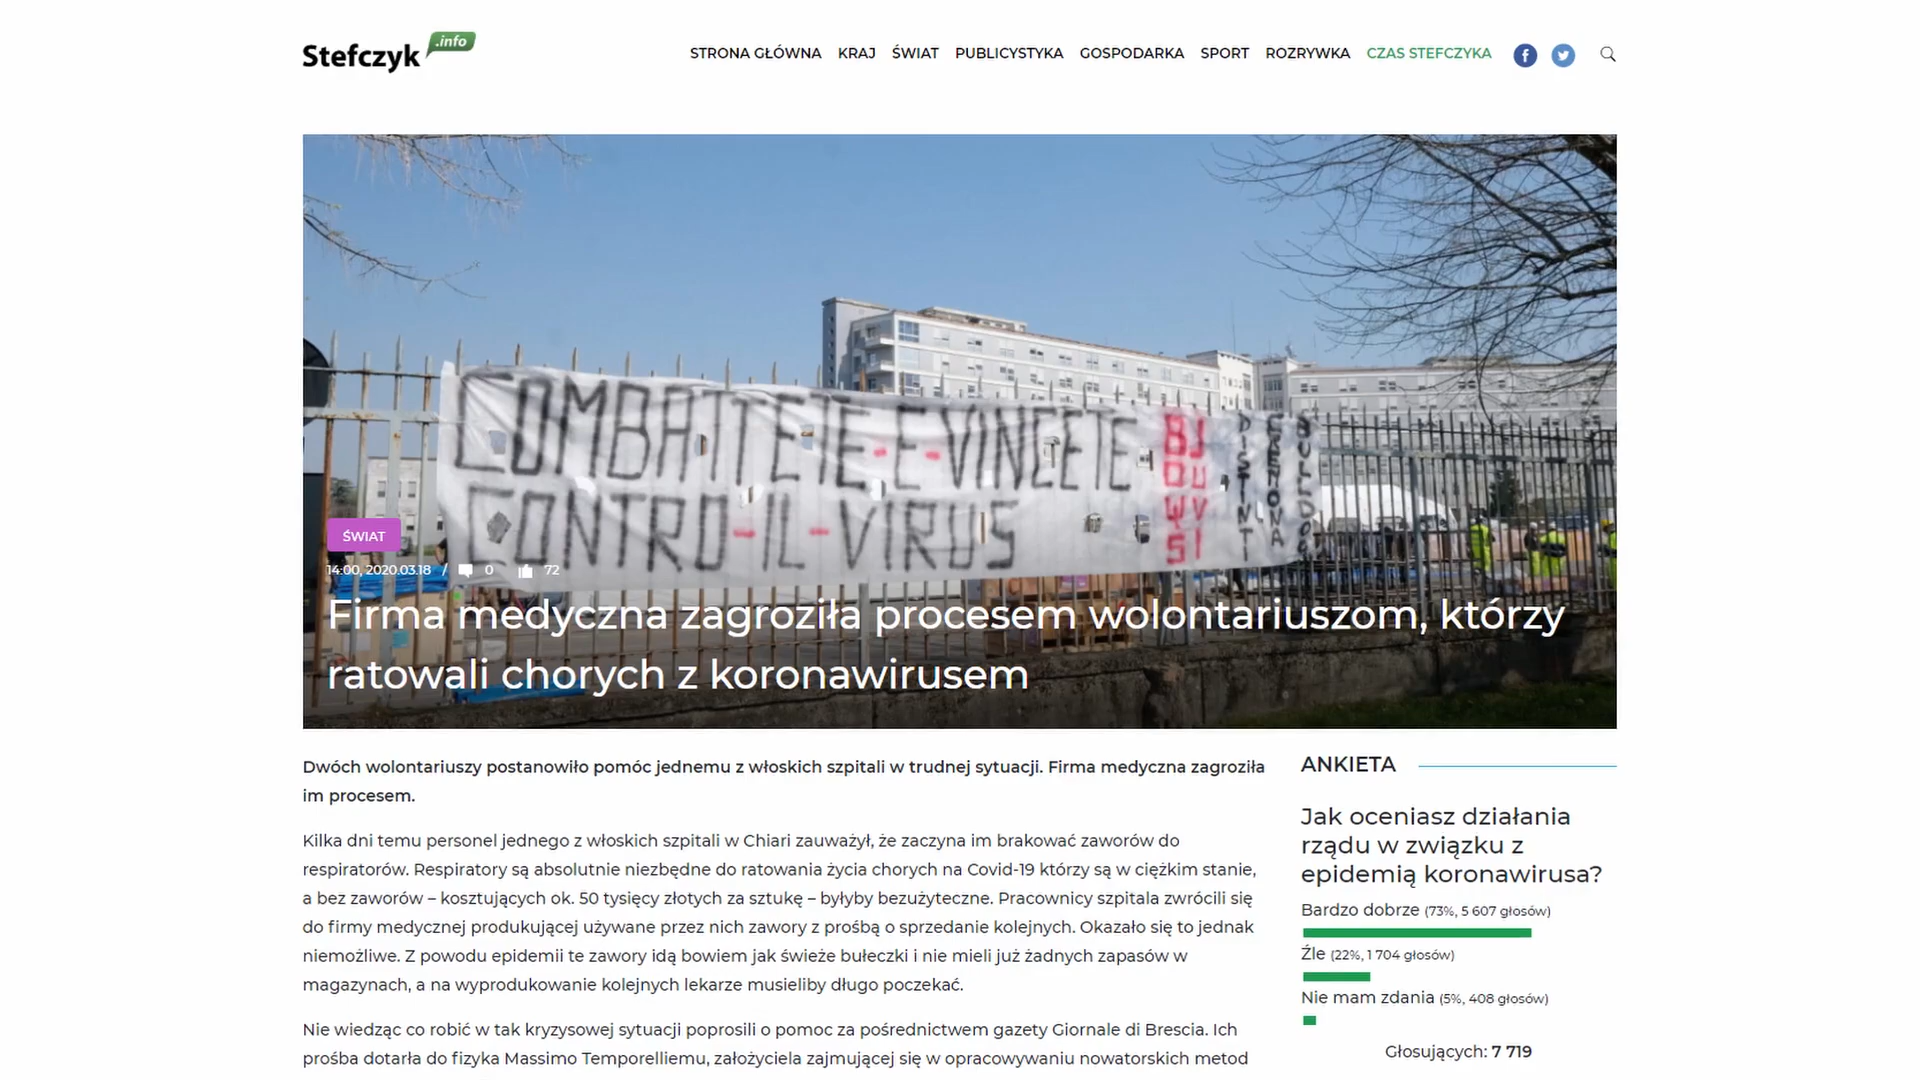 Stefczyk .info
STRONA GŁÓWNA KRAJ ŚWIAT PUBLICYSTYKA GOSPODARKA SPORT ROZRYWKA CZAS STEFCZYKA
COMBATTETE-E-VINCETE
CONTRO-IL-VIRUS
ŚWIAT
14:00, 2020.03.18 / 0 72
Firma medyczna zagroziła procesem wolontariuszom, którzy
ratowali chorych z koronawirusem
Dwóch wolontariuszy postanowiło pomóc jednemu z włoskich szpitali w trudnej sytuacji. Firma medyczna zagroziła
im procesem.
Kilka dni temu personel jednego z włoskich szpitali w Chiari zauważył, że zaczyna im brakować zaworów do
respiratorów. Respiratory są absolutnie niezbędne do ratowania życia chorych na Covid-19 którzy są w ciężkim stanie,
a bez zaworów – kosztujących ok. 50 tysięcy złotych za sztukę – byłyby bezużyteczne. Pracownicy szpitala zwrócili się
do firmy medycznej produkującej używane przez nich zawory z prośbą o sprzedanie kolejnych. Okazało się to jednak
niemożliwe. Z powodu epidemii te zawory idą bowiem jak świeże bułeczki i nie mieli już żadnych zapasów w
magazynach, a na wyprodukowanie kolejnych lekarze musieliby długo poczekać.
Nie wiedząc co robić w tak kryzysowej sytuacji poprosili o pomoc za pośrednictwem gazety Giornale di Brescia. Ich
prośba dotarła do fizyka Massimo Temporelliemu, założyciela zajmującej się w opracowywaniu nowatorskich metod
ANKIETA
Jak oceniasz działania
rządu w związku z
epidemią koronawirusa?
Bardzo dobrze (73%, 5 607 głosów)
Źle (22%, 1 704 głosów)
Nie mam zdania (5%, 408 głosów)
Głosujących: 7 719